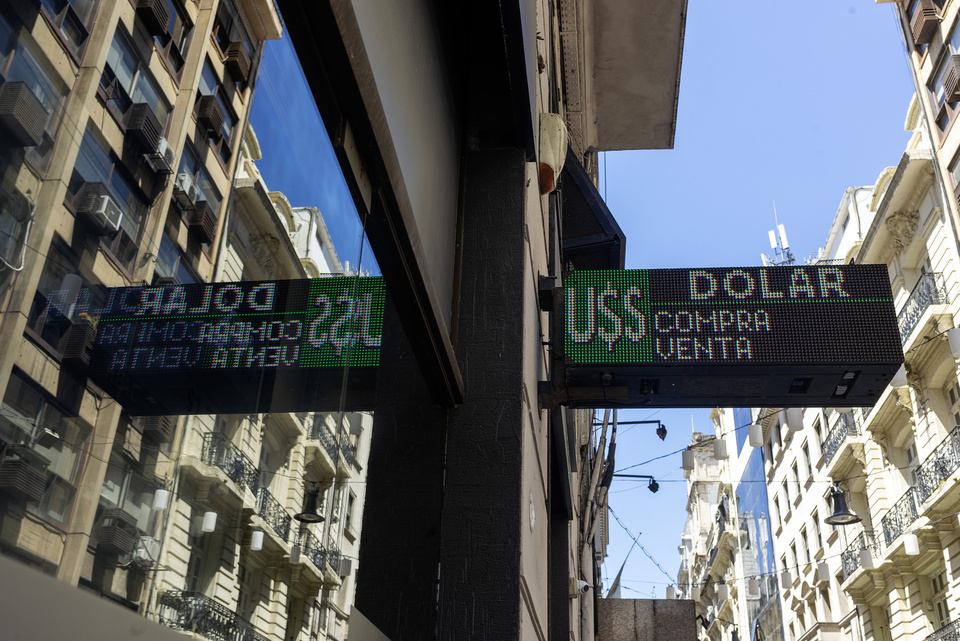 U$S
DOLAR
COMPRA
VENTA